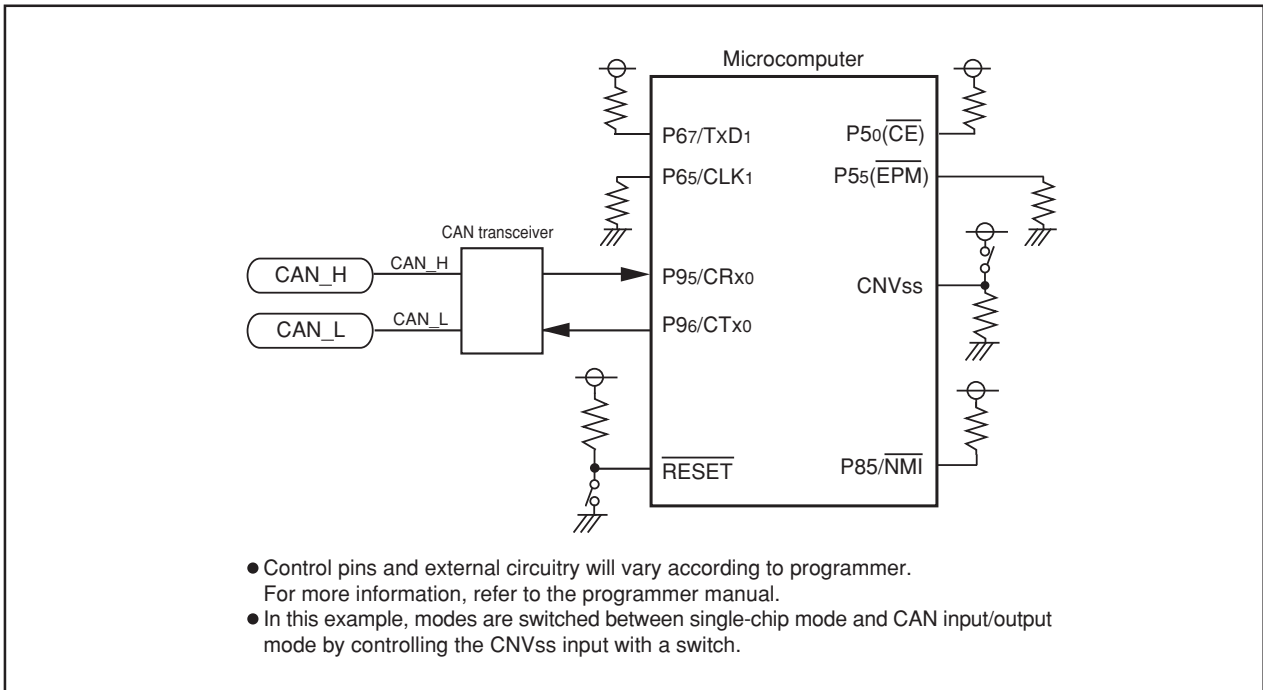 Microcomputer
P67/TxD1
P50(CE)
P65/CLK1
P55(EPM)
CAN transceiver
CAN_H
CAN_H
P95/CRx0
CNVss
CAN_L
CAN_L
P96/CTx0
RESET
P85/NMI
● Control pins and external circuitry will vary according to programmer.
For more information, refer to the programmer manual.
● In this example, modes are switched between single-chip mode and CAN input/output
mode by controlling the CNVss input with a switch.